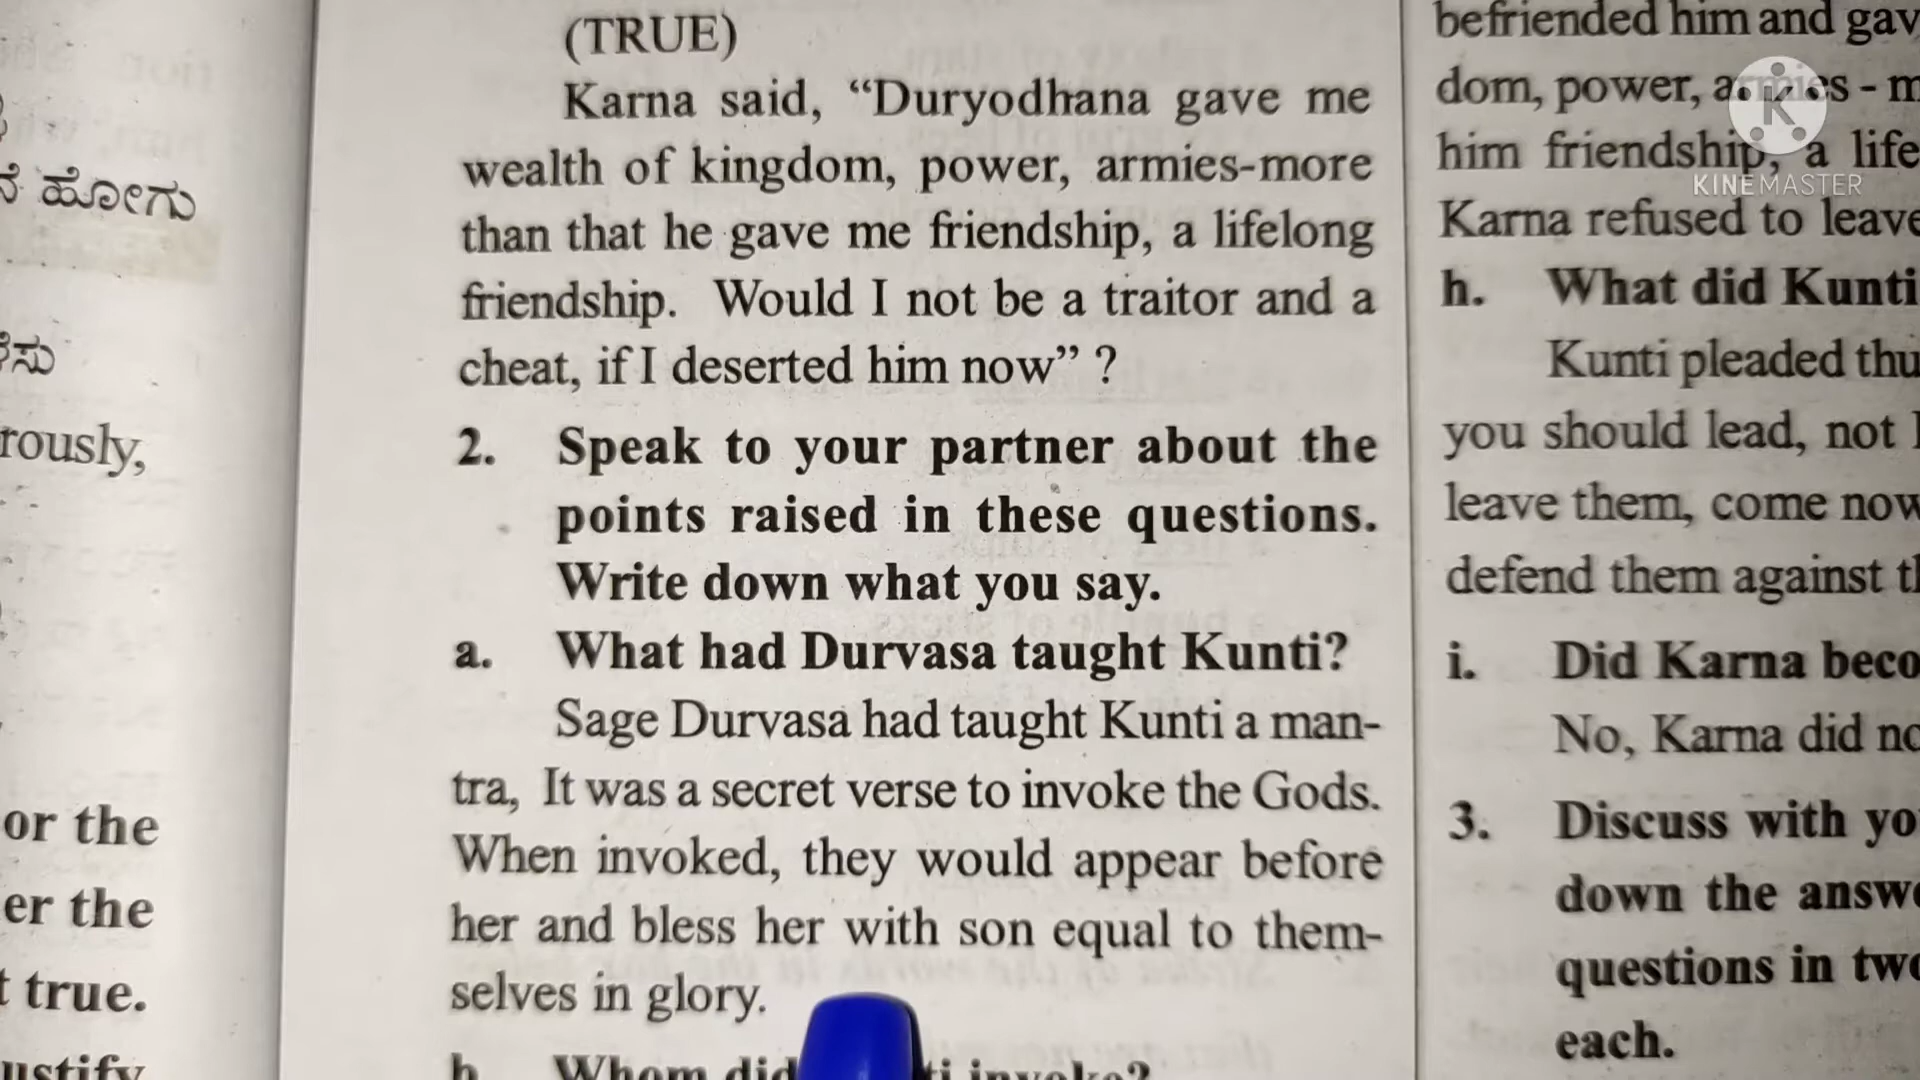 ಹೋಗು
rously,
or the
er the
true.
ustify
(TRUE)
Karna said, “Duryodhana gave me
wealth of kingdom, power, armies-more
than that he gave me friendship, a lifelong
friendship. Would I not be a traitor and a
cheat, if I deserted him now” ?
2. Speak to your partner about the
points raised in these questions.
Write down what you say.
a. What had Durvasa taught Kunti?
Sage Durvasa had taught Kunti a man-
tra, It was a secret verse to invoke the Gods.
When invoked, they would appear before
her and bless her with son equal to them-
selves in glory.
b. Whom did invoke?
befriended him and gav
dom, power, armies - m
him friendship, a life
Karna refused to leave
h. What did Kunti
Kunti pleaded thu
you should lead, not
leave them, come now
defend them against
i. Did Karna beco
No, Karna did no
3. Discuss with yo
down the answe
questions in two
each.
K
KINEMASTER